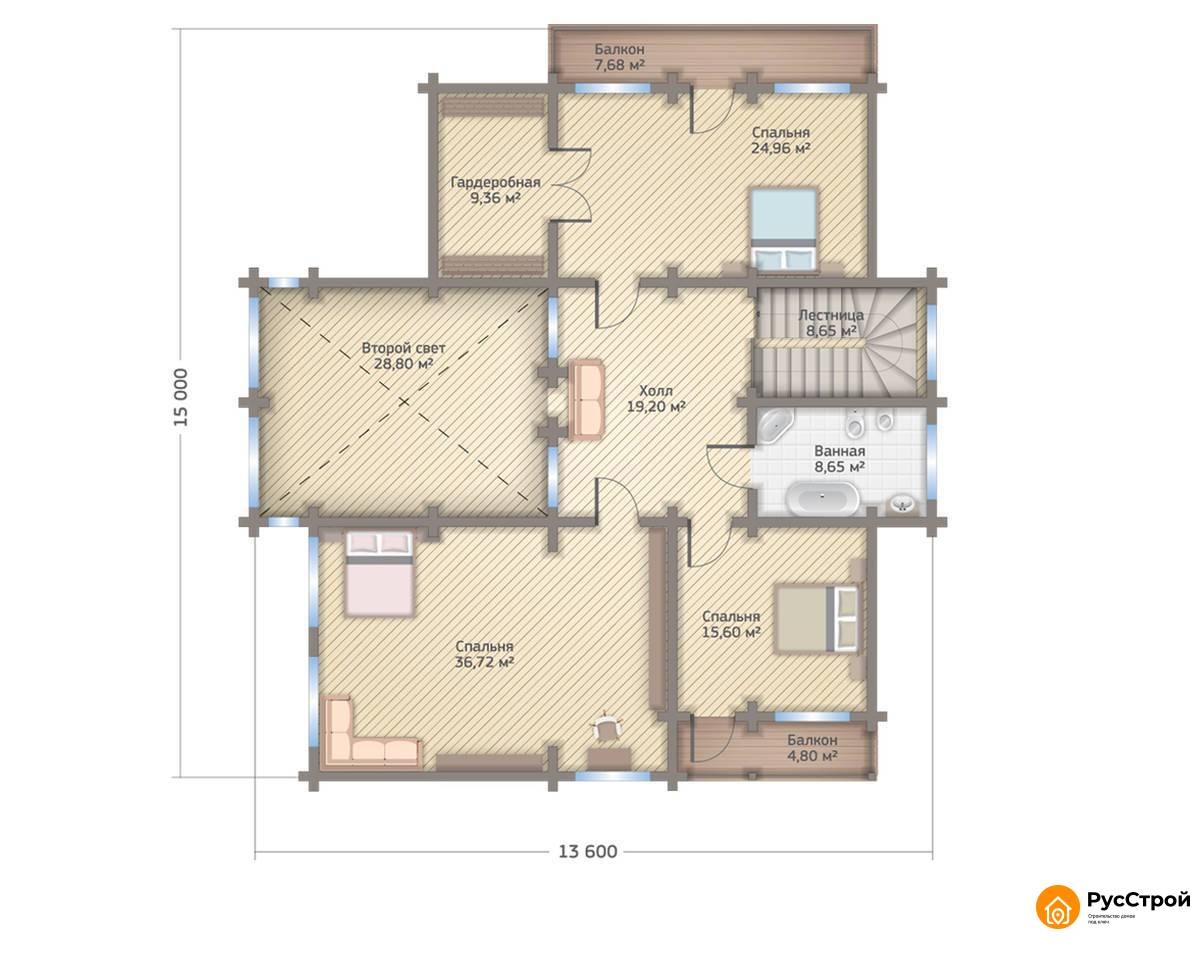 Балкон
7,68 м²
Спальня
24,96 м²
Гардеробная
9,36 м²
Лестница
8,65 м²
Второй свет
28,80 м²
Холл
19,20 м²
15 000
Ванная
8,65 м²
Спальня
15,60 м²
Спальня
36,72 м²
Балкон
4,80 м²
13 600
РусСтрой
Строительство домов
под ключ